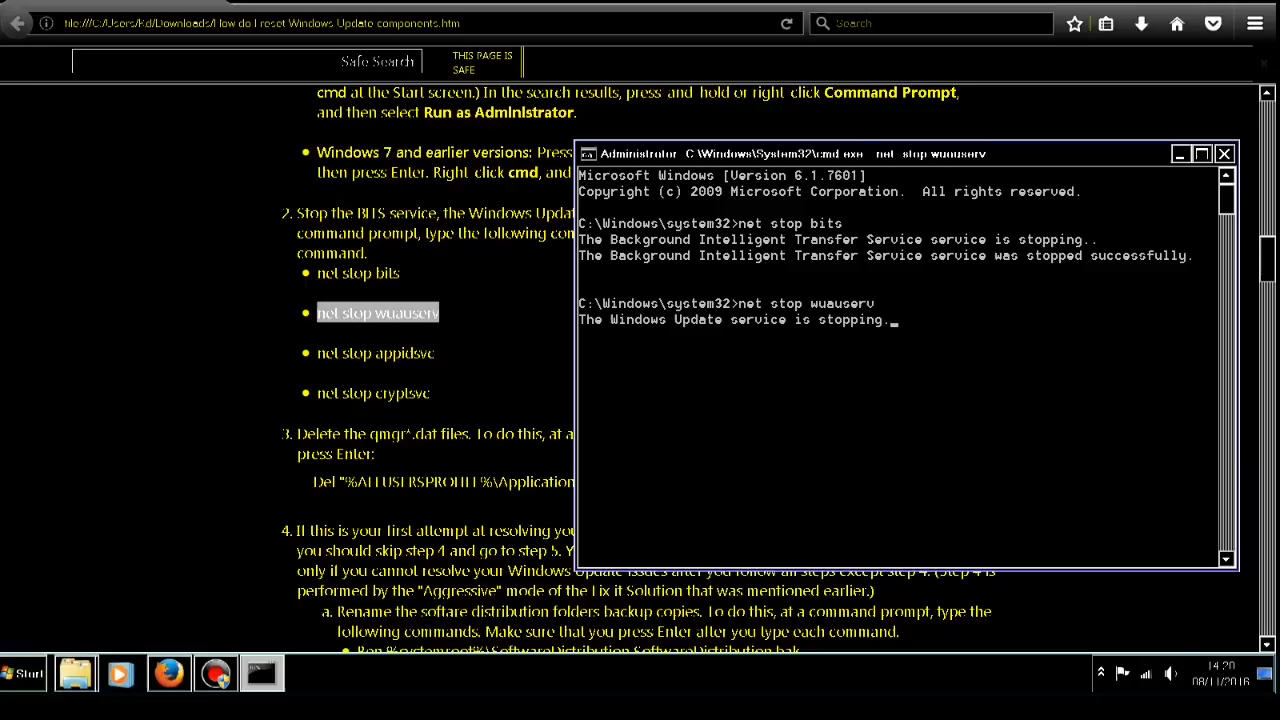 file:///C:/Users/Rd/Downloads/How do I reset Windows Update components.htm
Search
Safe Search
THIS PAGE IS
SAFE
cmd at the Start screen.) In the search results, press and hold or right click Command Prompt,
and then select Run as Administrator.
Windows 7 and earlier versions: Press
then press Enter. Right click cmd, and
2. Stop the BITS service, the Windows Updat
command prompt, type the following com
command.
net stop bits
net stop wuauserv
net stop appidsvc
net stop cryptsvc
3. Delete the qmgr*.dat files. To do this, at a
press Enter:
Del "%ALLUSERSPROFILE%\Application
4. If this is your first attempt at resolving you
you should skip step 4 and go to step 5. Y
only if you cannot resolve your Windows Update issues after you follow all steps except step 4. (Step 4 is
performed by the "Aggressive" mode of the Fix it Solution that was mentioned earlier.)
a. Rename the softare distribution folders backup copies. To do this, at a command prompt, type the
following commands. Make sure that you press Enter after you type each command.
Ren %systemroot%\SoftwareDistribution SoftwareDistribution.bak
Administrator C:\Windows\System32\cmd.exe net stop wuauserv
Microsoft Windows [Version 6.1.7601]
Copyright (c) 2009 Microsoft Corporation. All rights reserved.
C:\Windows\system32>net stop bits
The Background Intelligent Transfer Service service is stopping..
The Background Intelligent Transfer Service service was stopped successfully.
C:\Windows\system32>net stop wuauserv
The Windows Update service is stopping.
Start
14:20
08/11/2016